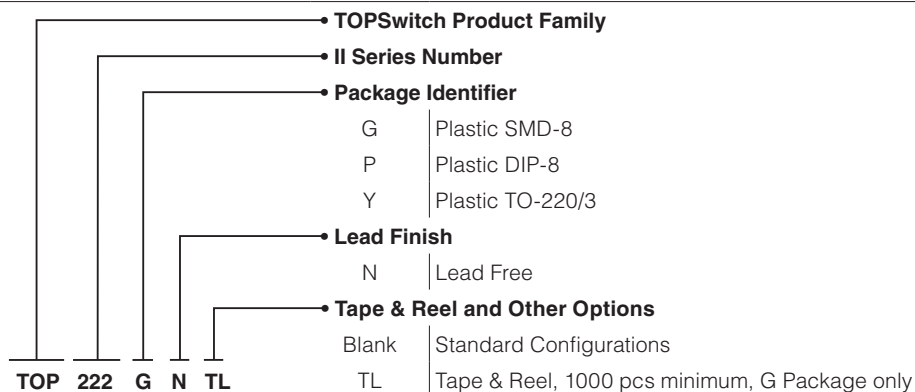 TOPSwitch Product Family
II Series Number
Package Identifier
G Plastic SMD-8
P Plastic DIP-8
Y Plastic TO-220/3
Lead Finish
N Lead Free
Tape & Reel and Other Options
Blank Standard Configurations
TL Tape & Reel, 1000 pcs minimum, G Package only
TOP 222 G N TL